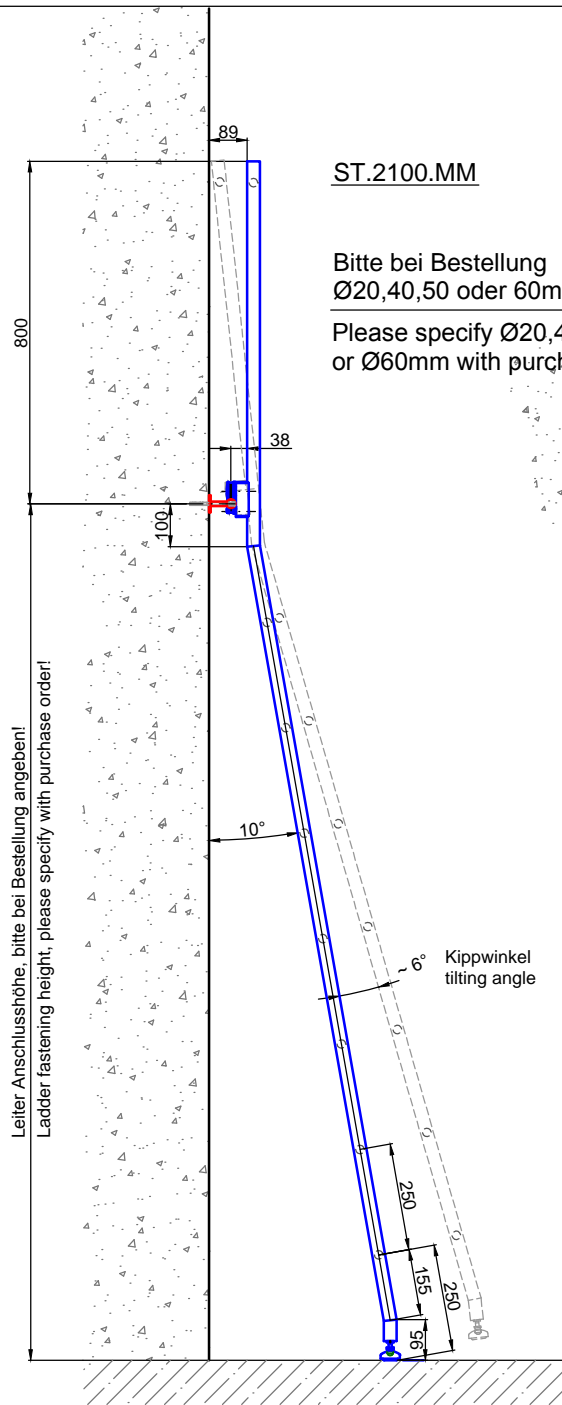 89
ST.2100.MM
Bitte bei Bestellung
Ø20,40,50 oder 60m
Please specify Ø20,4
or Ø60mm with purch
800
38
100
Leiter Anschlusshöhe, bitte bei Bestellung angeben!
Ladder fastening height, please specify with purchase order!
10°
~ 6°
Kippwinkel
tilting angle
250
155
250
95